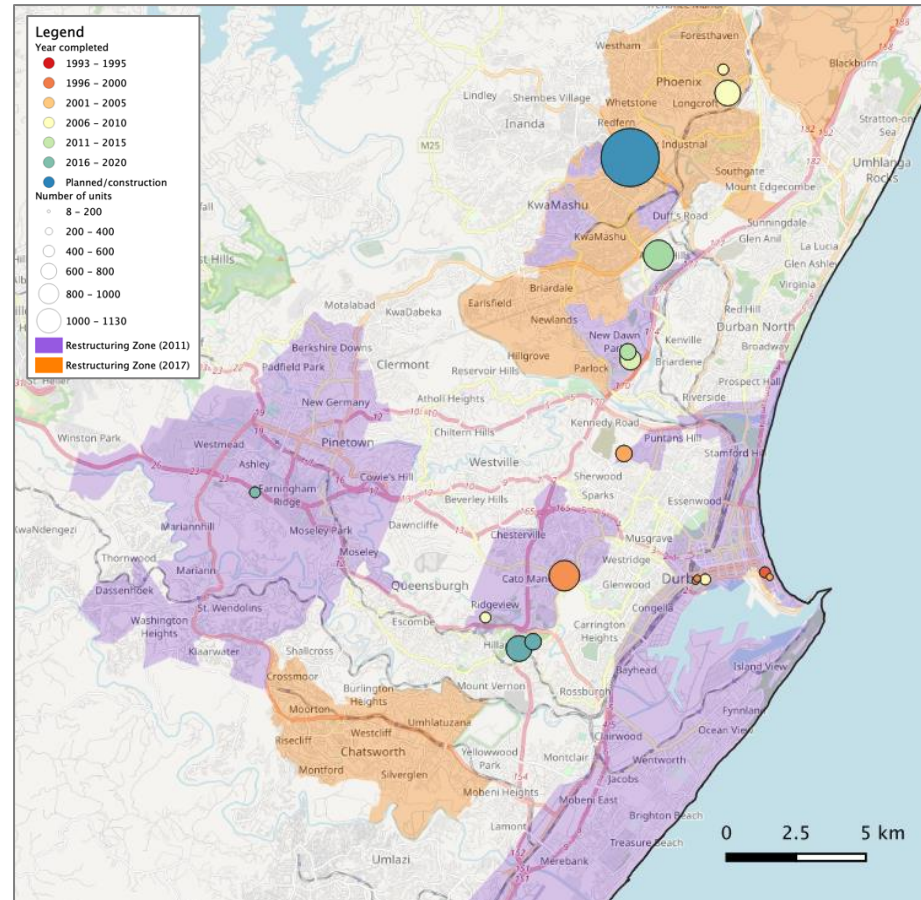 Legend
Year completed
1993 – 1995
1996 – 2000
2001 – 2005
2006 – 2010
2011 – 2015
2016 – 2020
Planned/construction
Number of units
8 – 200
200 – 400
400 – 600
600 – 800
800 – 1000
1000 – 1130
Restructuring Zone (2011)
Restructuring Zone (2017)
Foresthaven
Westham
Blackburn
Phoenix
Lindley
Shembes Village
Whetstone
Longcroft
Stratton-on
Sea
Redfern
Inanda
M25
Industrial
Umhlanga
Rocks
Southgate
Mount Edgecombe
KwaMashu
Duff's Road
Sunningdale
KwaMashu
Glen Anil
La Lucia
Glen Ashley
Virginia
Briardale
Motalabad
KwaDabeka
Earlsfield
Red Hill
Newlands
Durban North
New Dawn
Kenville
Broadway
Berkshire Downs
Padfield Park
Clermont
Hillgrove
Briardene
Reservoir Hills
Parlock
Prospect Hall
New Germany
Atholl Heights
Riverside
Kennedy Road
Winston Park
Westmead
Pinetown
Chiltern Hills
Puntans Hill
Stamford Hill
Ashley
Westville
Sherwood
Cowie's Hill
Farningham
Ridge
Beverley Hills
Sparks
Essenwood
KwaNdengezi
Mariannhill
Moseley Park
Dawncliffe
Chesterville
Musgrave
Thornwood
Moseley
Westridge
Mariann
Cato Man
Durb
Dassenhoek
Queensburgh
Glenwood
St. Wendolins
Ridgeview
Congella
Washington
Heights
Escombe
Carrington
Heights
Klaarwater
Shallcross
Hilla
Bayhead
Island View
Crossmoor
Mount Vernon
Burlington
Heights
Rossburgh
Moorton
Umhlatuzana
Fynnland
Westcliff
Clairwood
Ocean View
Risecliff
Chatsworth
Yellowwood
Park
Montclair
Wentworth
Montford
Silverglen
Jacobs
Mobeni Heights
Mobeni East
Brighton Beach
Lamont
Treasure Beach
Umlazi
Merebank
0 2.5 5 km